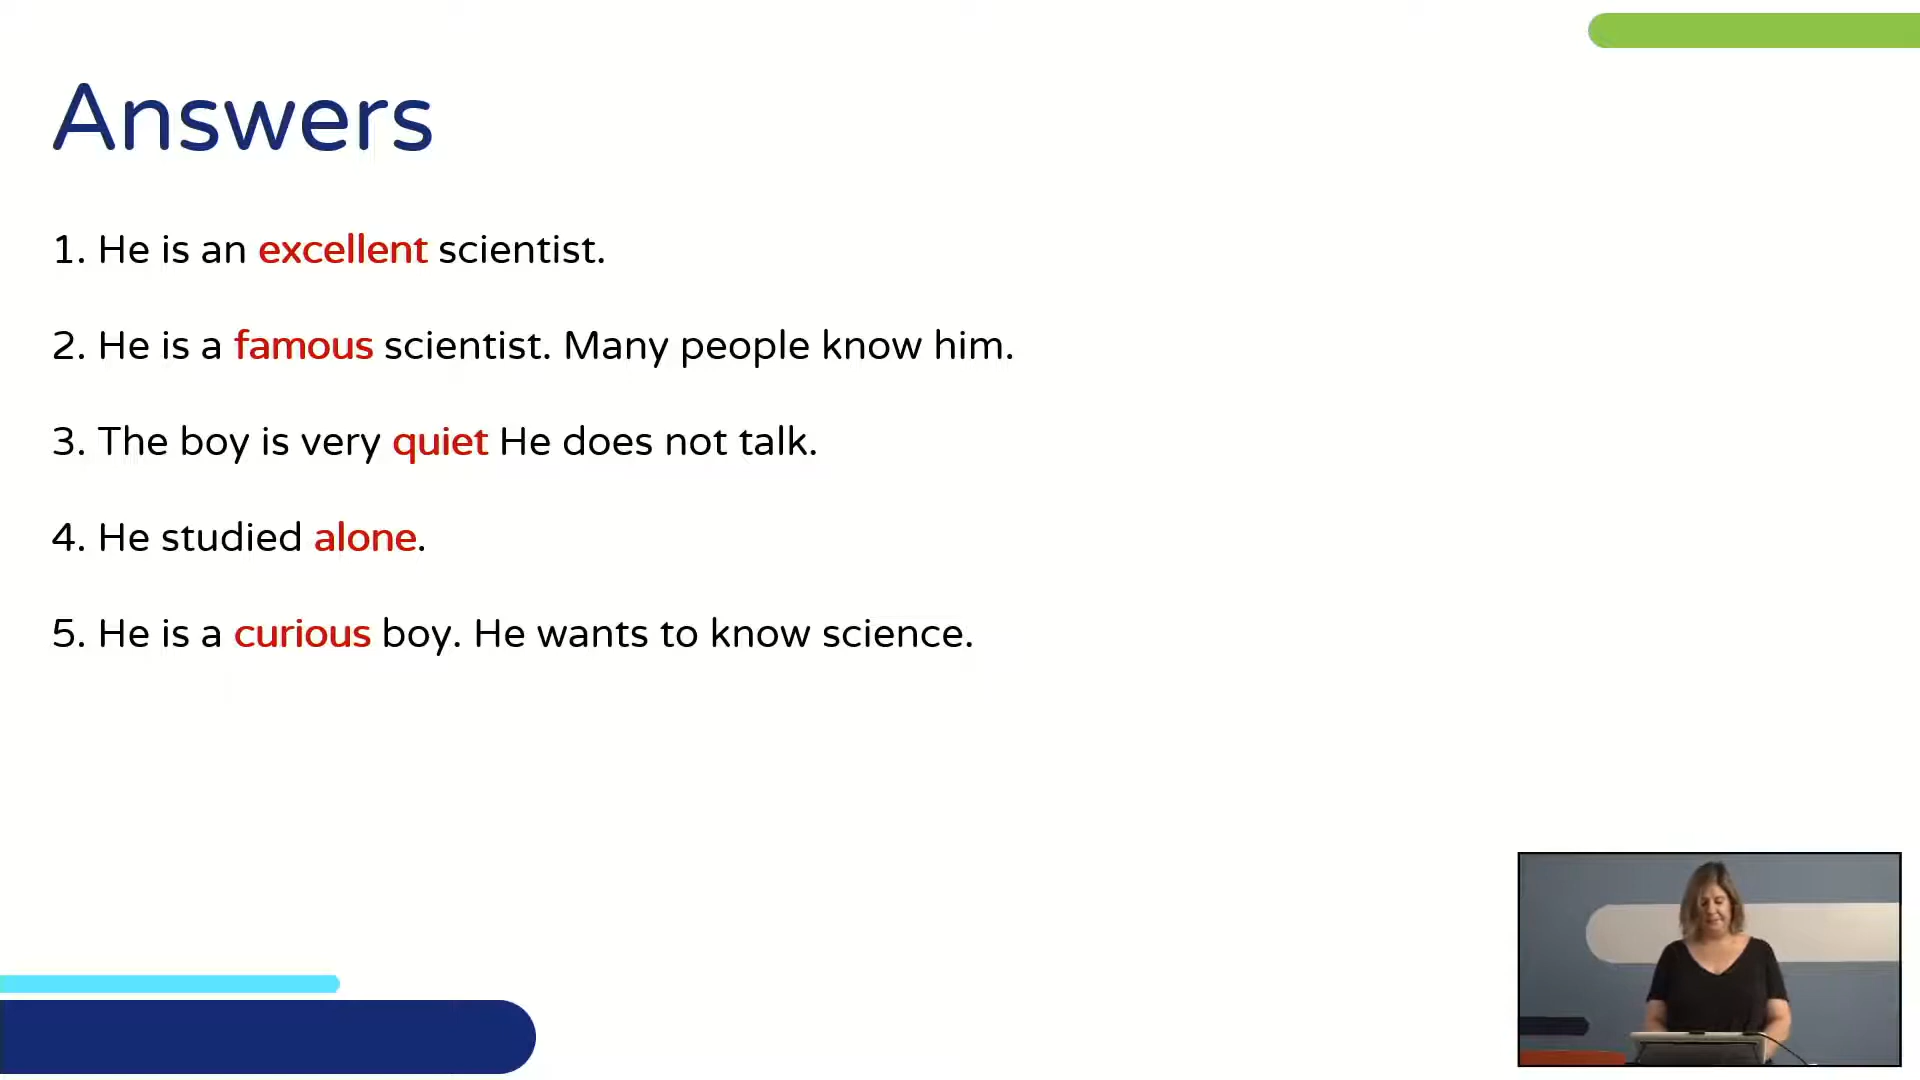 Answers
1. He is an excellent scientist.
2. He is a famous scientist. Many people know him.
3. The boy is very quiet He does not talk.
4. He studied alone.
5. He is a curious boy. He wants to know science.